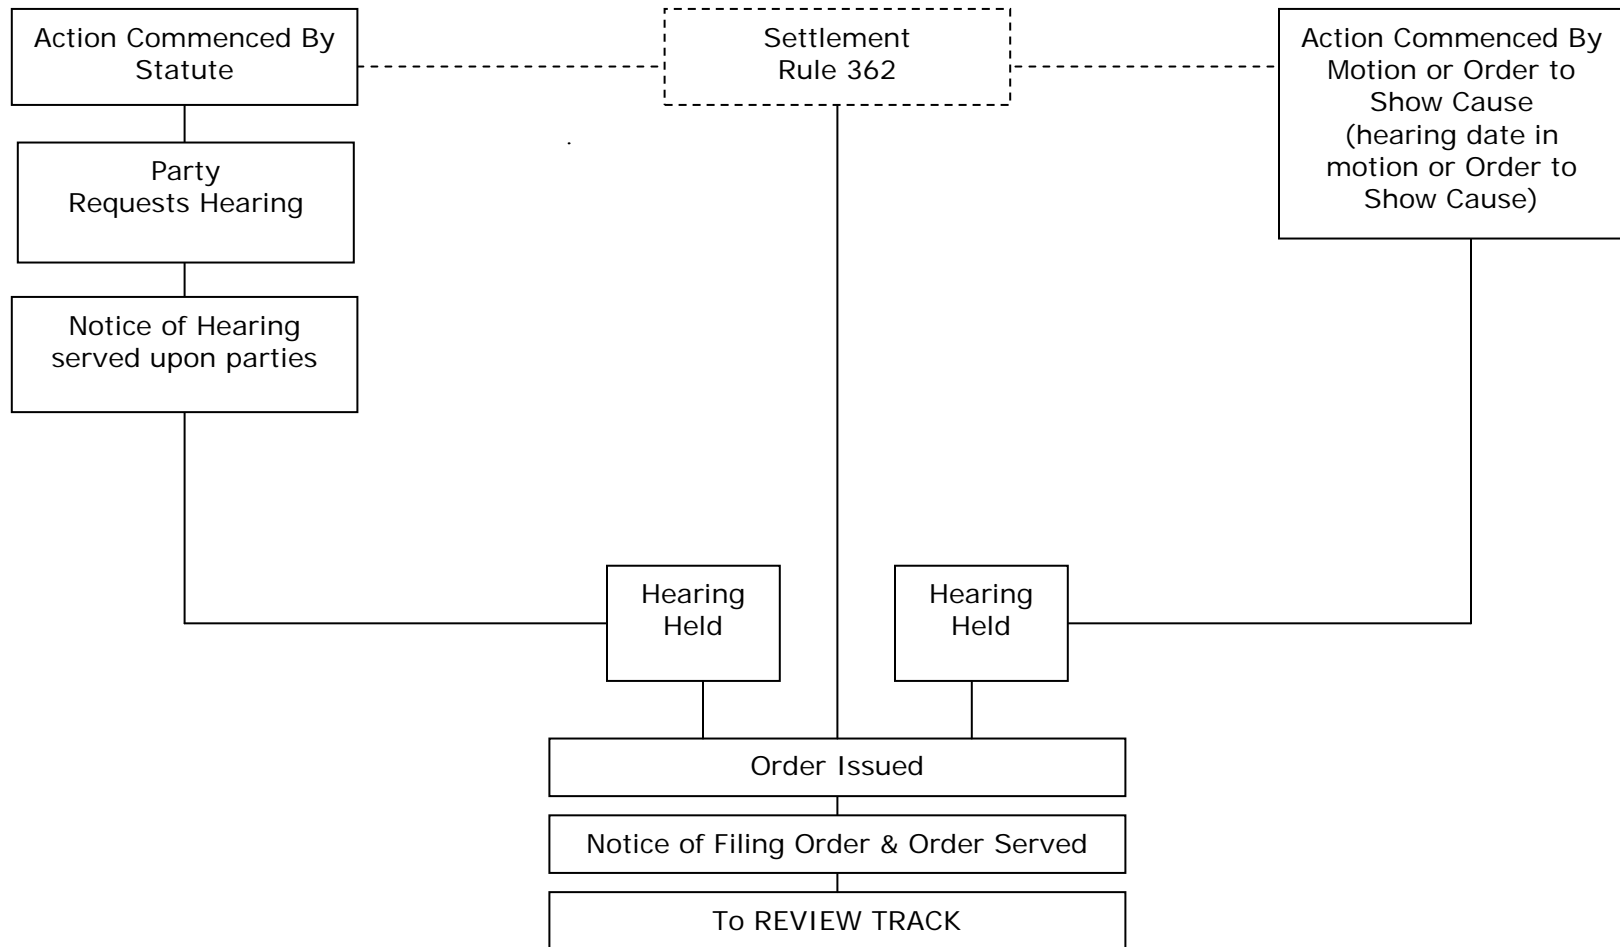 Action Commenced By
Statute
Settlement
Rule 362
Action Commenced By
Motion or Order to
Show Cause
(hearing date in
motion or Order to
Show Cause)
Party
Requests Hearing
Notice of Hearing
served upon parties
Hearing
Held
Hearing
Held
Order Issued
Notice of Filing Order & Order Served
To REVIEW TRACK